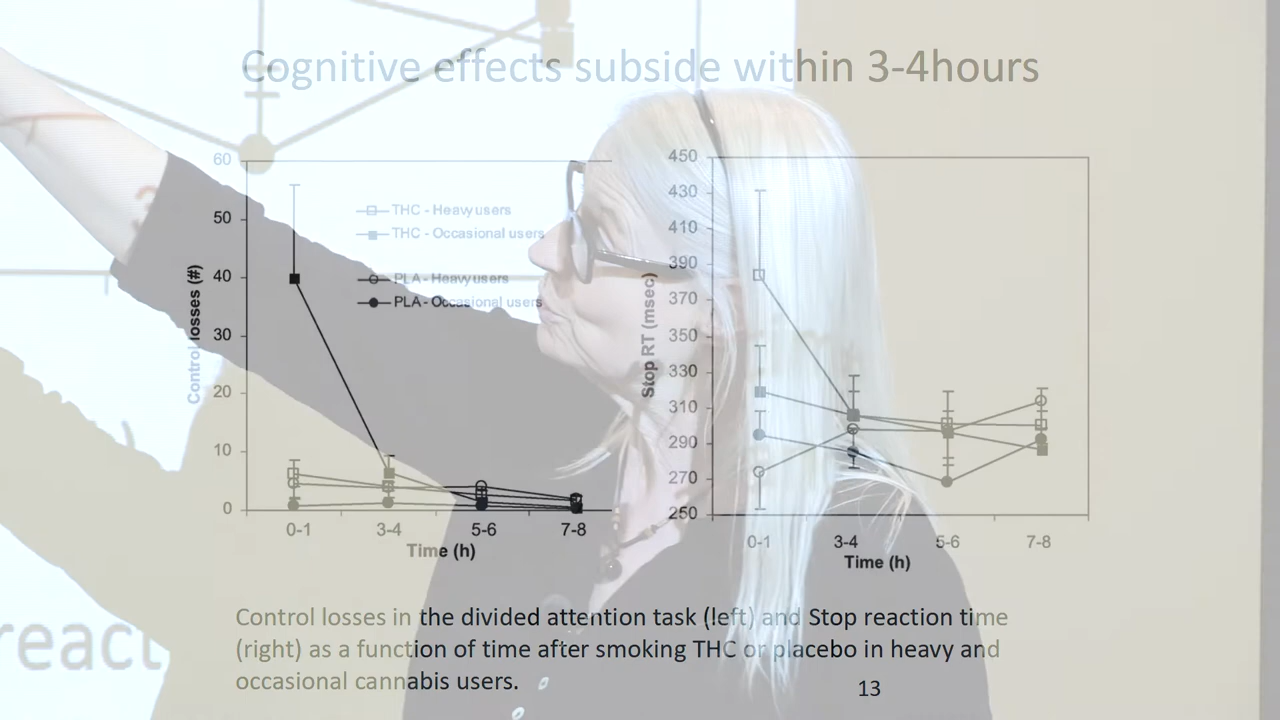 Cognitive effects subside within 3-4hours
60
50
40
30
20
10
0
Control losses (#)
THC - Heavy users
THC - Occasional users
PLA - Heavy users
PLA - Occasional users
0-1 3-4 5-6 7-8
Time (h)
450
430
410
390
370
350
330
310
290
270
250
Stop RT (msec)
0-1 3-4 5-6 7-8
Time (h)
react
Control losses in the divided attention task (left) and Stop reaction time
(right) as a function of time after smoking THC or placebo in heavy and
occasional cannabis users.
13